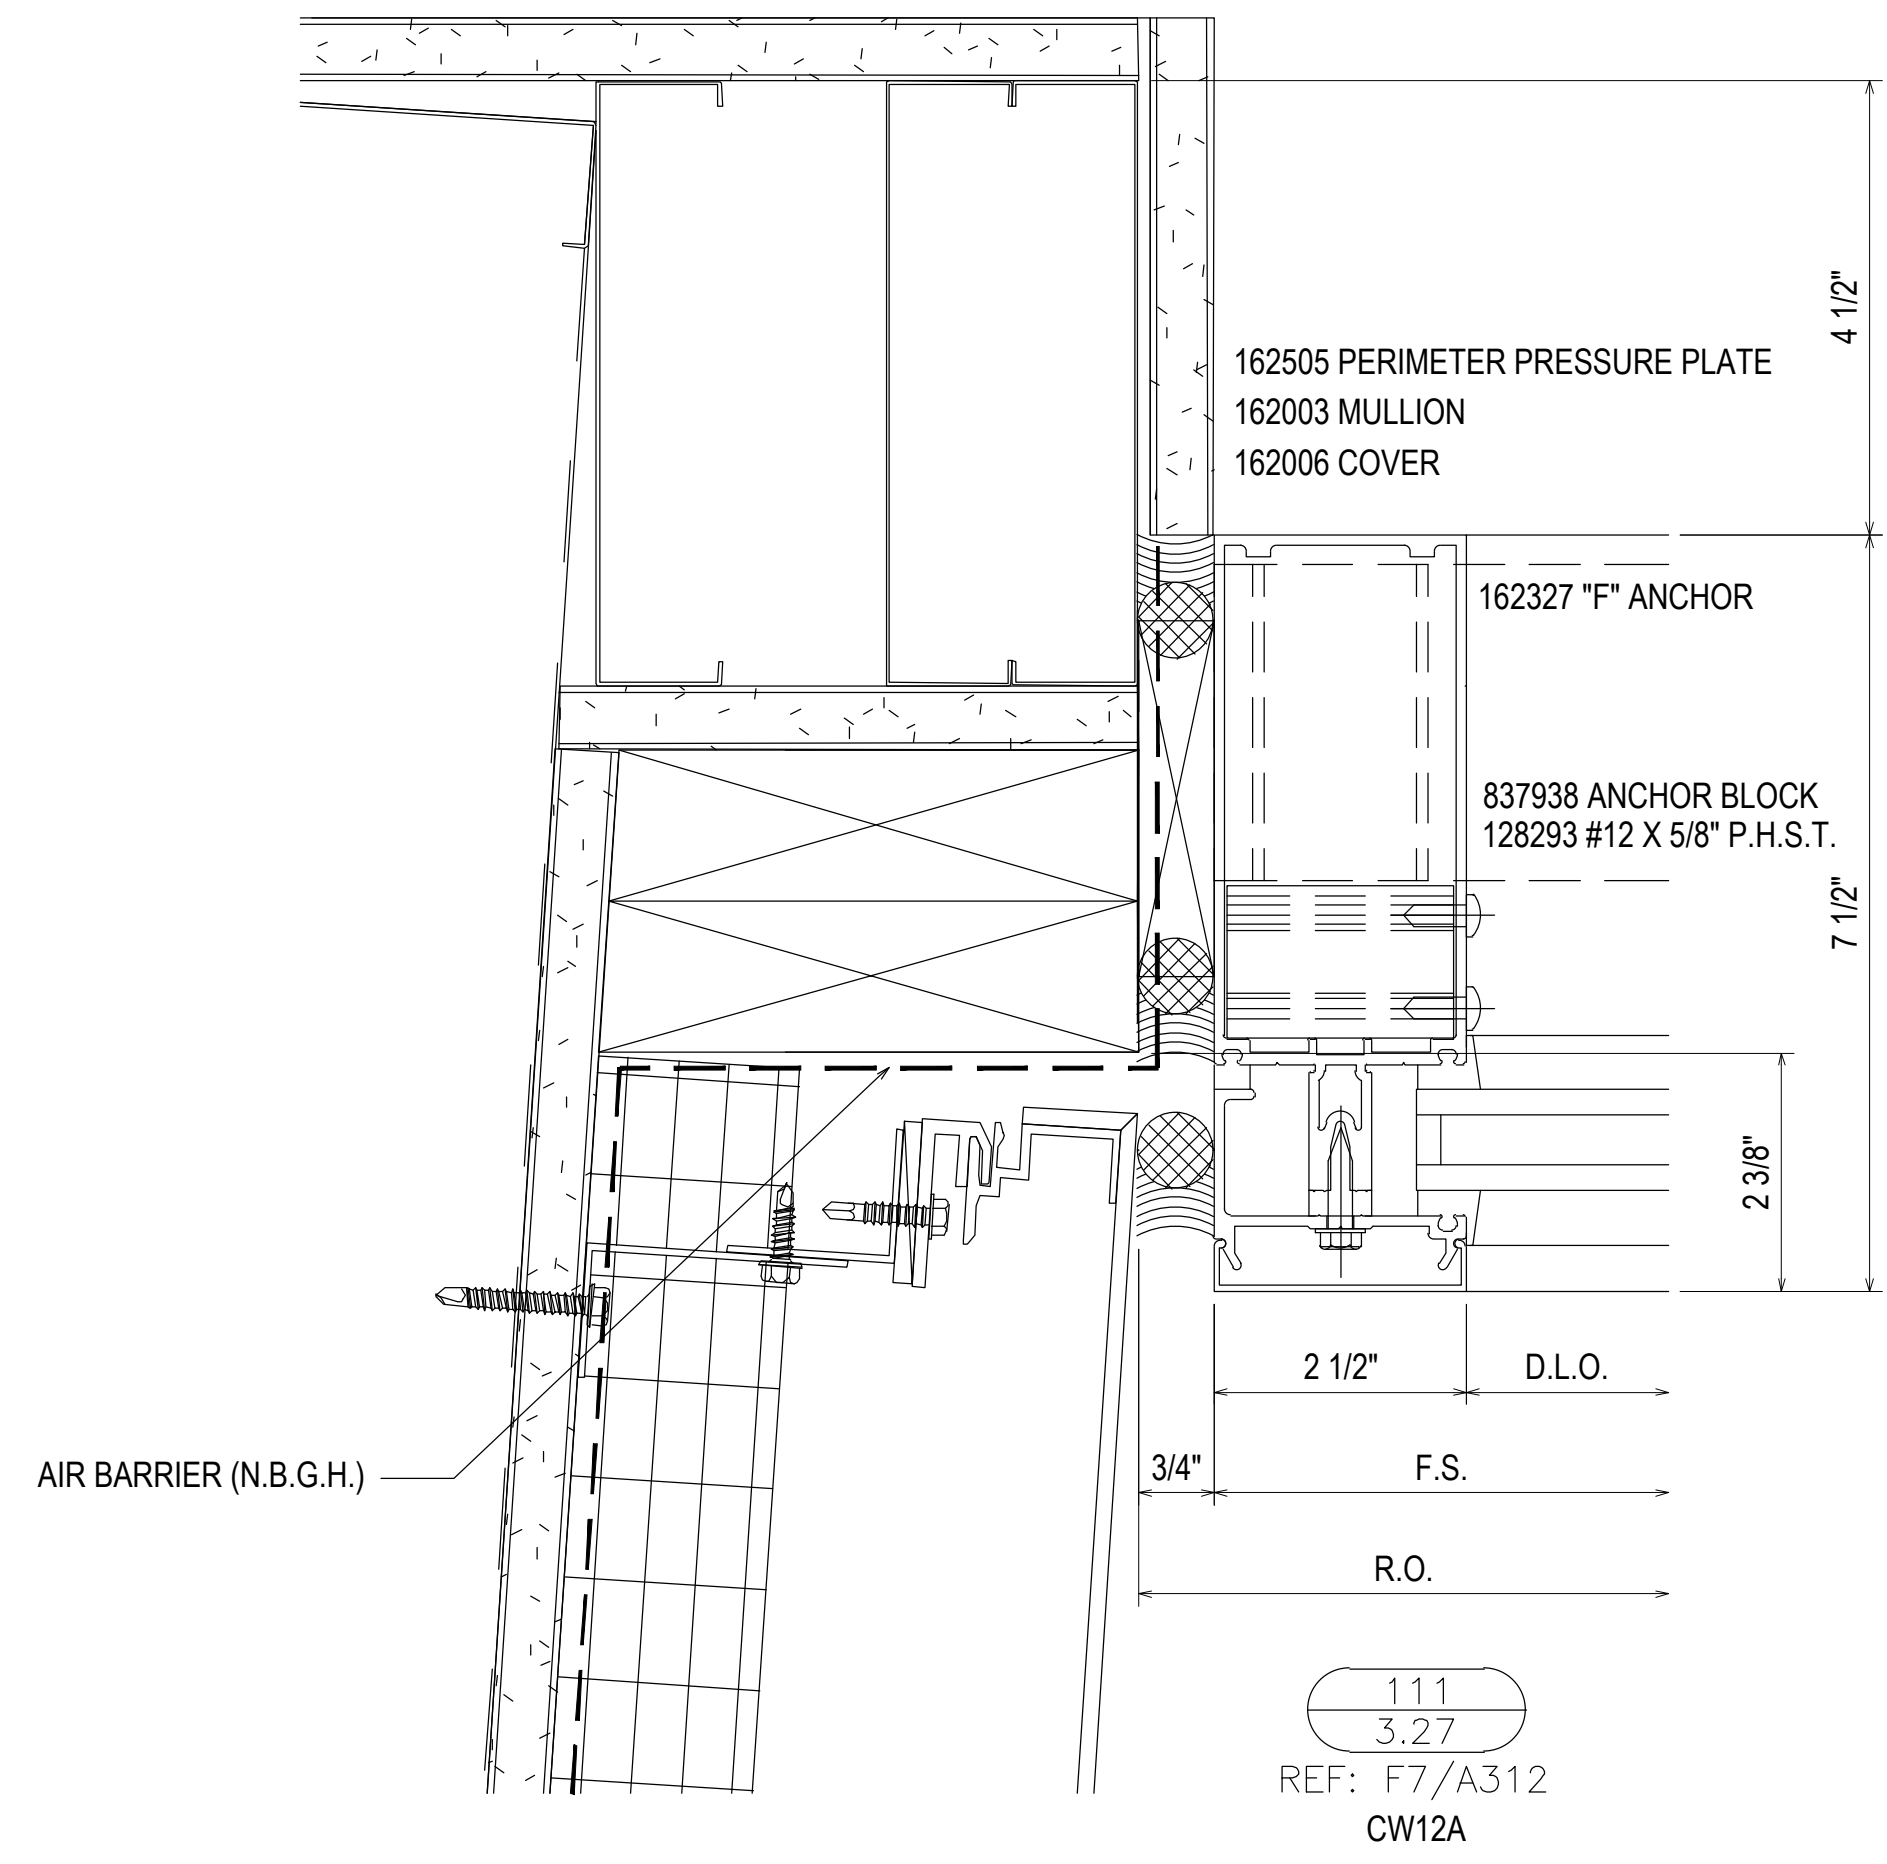 4 1/2"
162505 PERIMETER PRESSURE PLATE
162003 MULLION
162006 COVER
162327 "F" ANCHOR
837938 ANCHOR BLOCK
128293 #12 X 5/8" P.H.S.T.
7 1/2"
2 3/8"
2 1/2"
D.L.O.
AIR BARRIER (N.B.G.H.)
3/4"
F.S.
R.O.
111
3.27
REF: F7/A312
CW12A